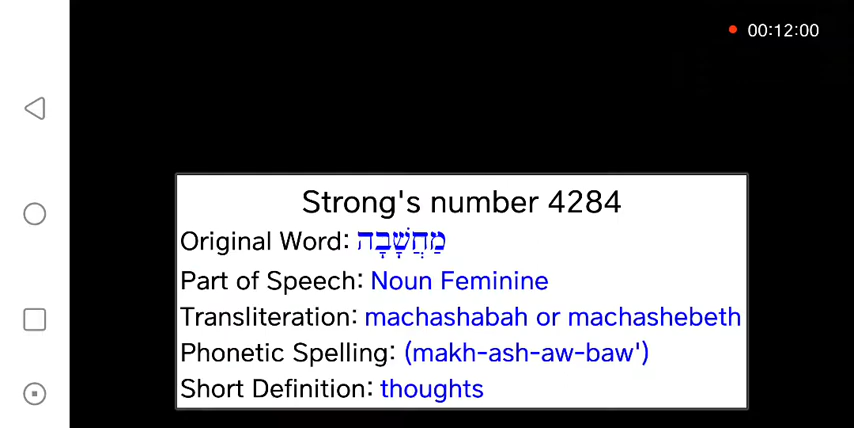 00:12:00
Strong's number 4284
Original Word: מַחֲשָׁבָה
Part of Speech: Noun Feminine
Transliteration: machashabah or machashebeth
Phonetic Spelling: (makh-ash-aw-baw')
Short Definition: thoughts